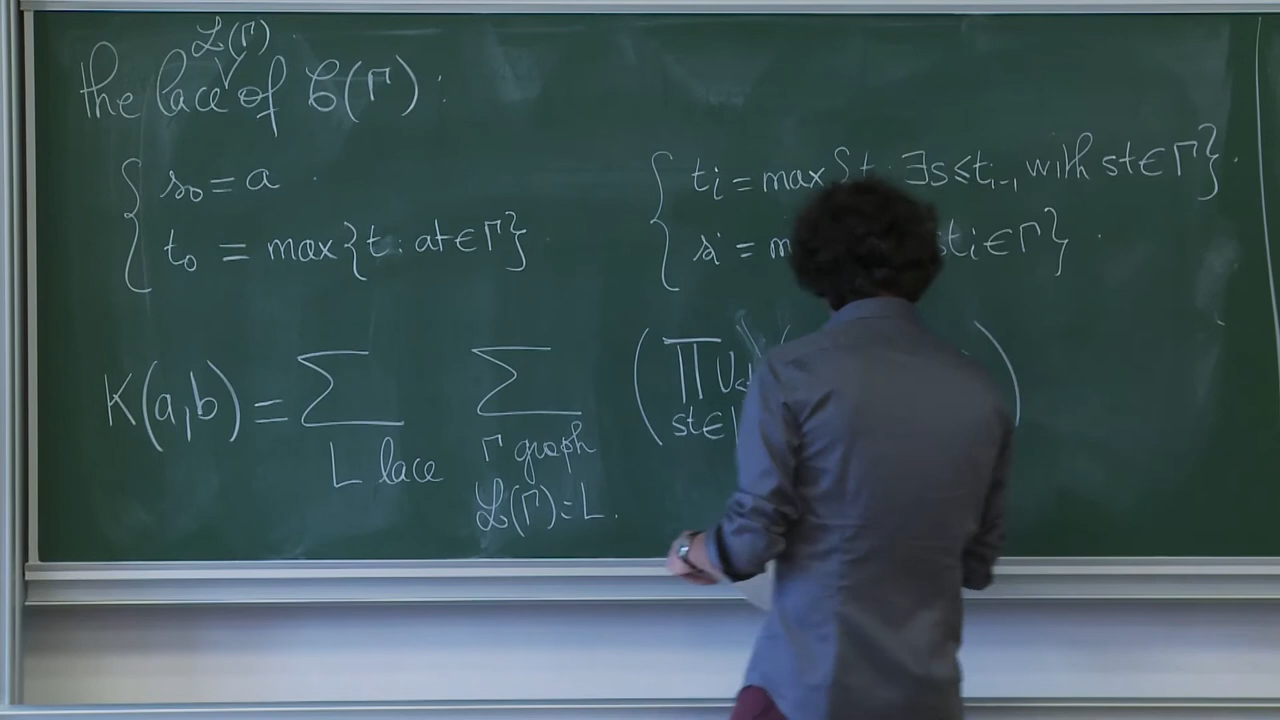 the lace ℒ(Γ) of 𝒞(Γ) :
s₀ = a .
t₀ = max{t : at ∈ Γ} .
tᵢ = max{t ∃s ≤ tᵢ₋₁ with st ∈ Γ} .
sᵢ = stᵢ ∈ Γ} .
K(a,b) = ∑ ∑ ( ∏ U )
L lace Γ graph st ∈
ℒ(Γ) = L .